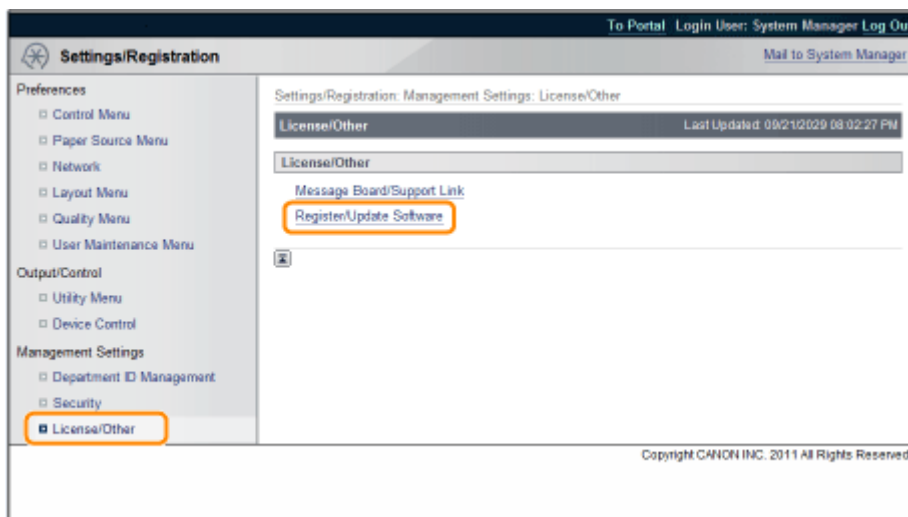 To Portal Login User: System Manager Log Ou
Settings/Registration
Mail to System Manager
Preferences
Control Menu
Paper Source Menu
Network
Layout Menu
Quality Menu
User Maintenance Menu
Output/Control
Utility Menu
Device Control
Management Settings
Department ID Management
Security
License/Other
Settings/Registration: Management Settings: License/Other
License/Other Last Updated: 09/21/2029 08:02:27 PM
License/Other
Message Board/Support Link
Register/Update Software
Copyright CANON INC. 2011 All Rights Reserved